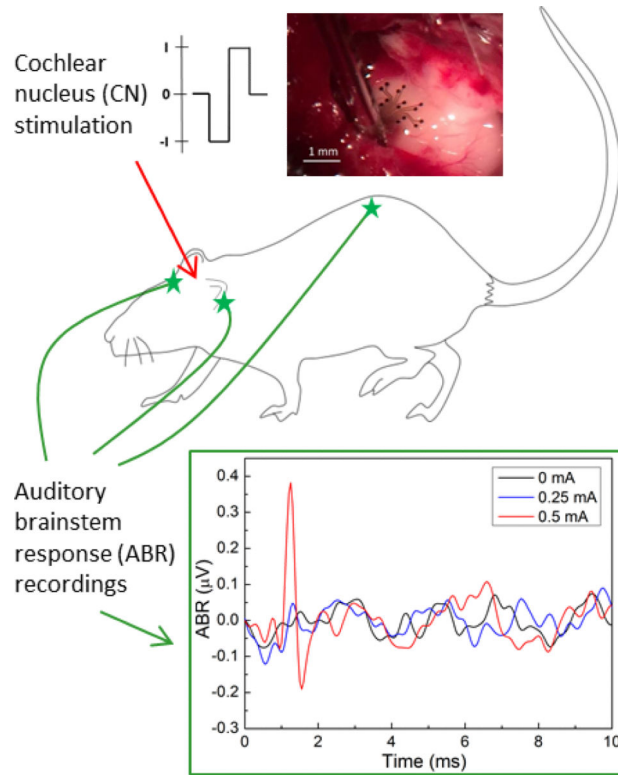 Cochlear
nucleus (CN)
stimulation
I
0
-I
1 mm
Auditory
brainstem
response (ABR)
recordings
0.4
0.3
0.2
0.1
0.0
-0.1
-0.2
-0.3
ABR (μV)
0 mA
0.25 mA
0.5 mA
0 2 4 6 8 10
Time (ms)